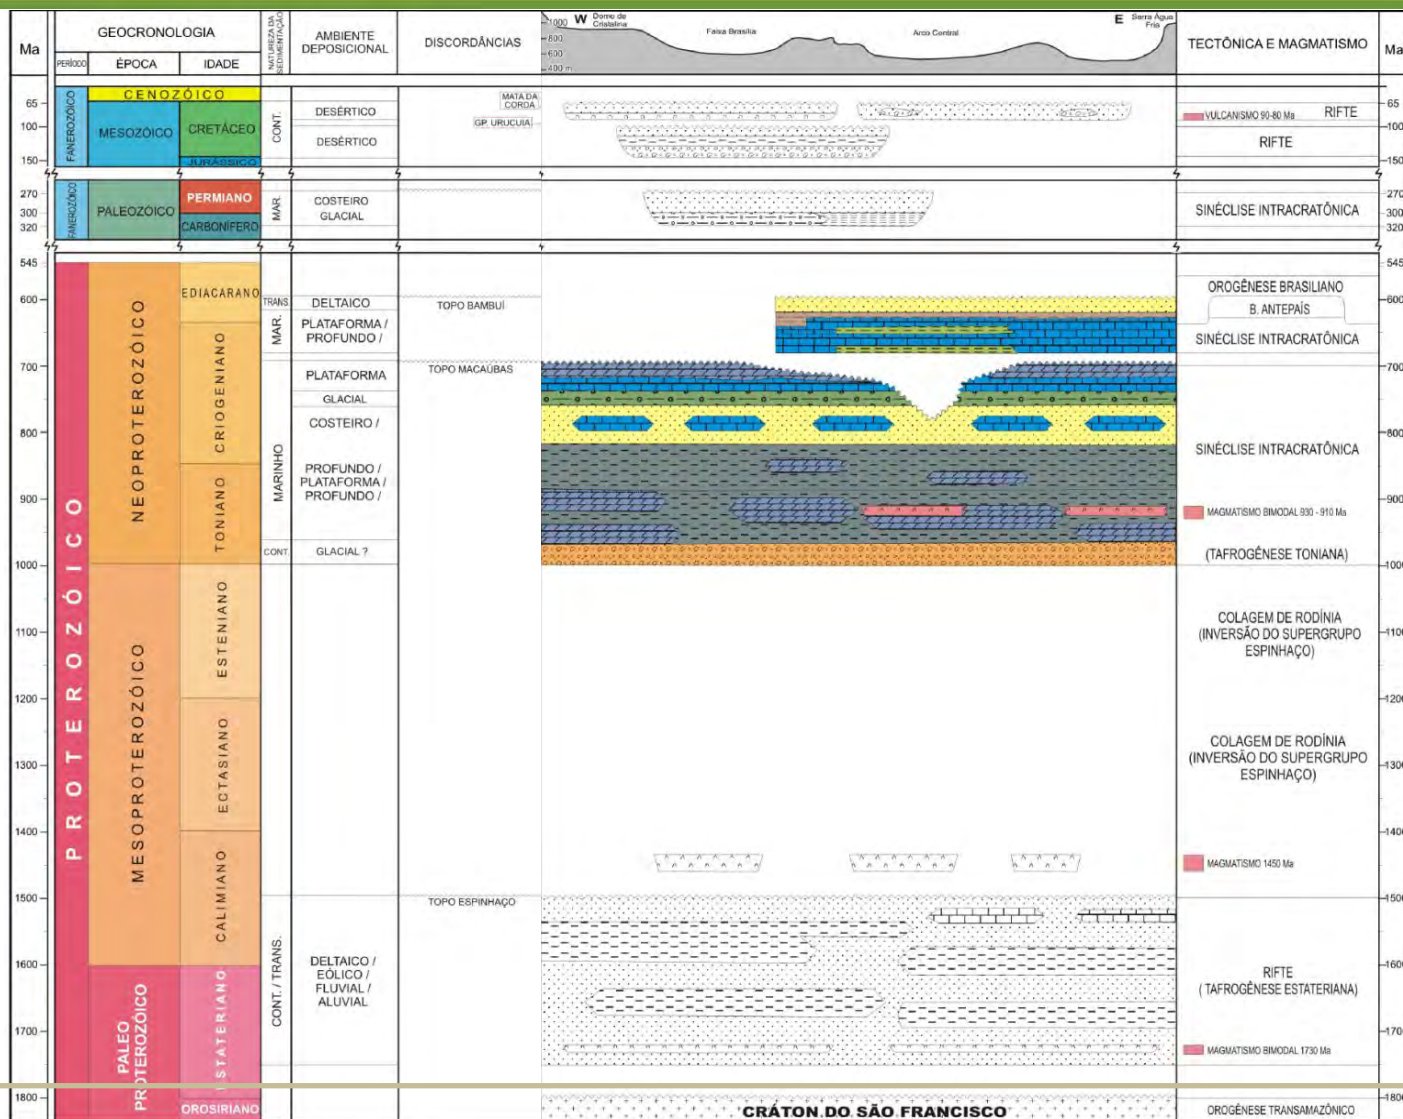 Ma
GEOCRONOLOGIA
PERÍODO
ÉPOCA
IDADE
NATUREZA DA
SEDIMENTAÇÃO
AMBIENTE
DEPOSICIONAL
DISCORDÂNCIAS
1000
800
600
400 m
W
Domo de
Cristalina
Faixa Brasília
Arco Central
E
Serra Água
Fria
TECTÔNICA E MAGMATISMO
Ma
65
100
150
FANEROZÓICO
CENOZÓICO
MESOZÓICO
CRETÁCEO
JURÁSSICO
CONT.
DESÉRTICO
DESÉRTICO
MATA DA
CORDA
GP. URUCUIA
VULCANISMO 90-80 Ma
RIFTE
RIFTE
65
100
150
270
300
320
FANEROZÓICO
PALEOZÓICO
PERMIANO
CARBONÍFERO
MAR.
COSTEIRO
GLACIAL
SINÉCLISE INTRACRATÔNICA
270
300
320
545
600
700
800
900
1000
1100
1200
1300
1400
1500
1600
1700
1800
PROTEROZÓICO
NEOPROTEROZÓICO
MESOPROTEROZÓICO
PALEO
PROTEROZÓICO
EDIACARANO
CRIOGENIANO
TONIANO
ESTENIANO
ECTASIANO
CALIMIANO
ESTATERIANO
OROSIRIANO
TRANS.
MAR.
MARINHO
CONT.
CONT. / TRANS.
DELTAICO
PLATAFORMA /
PROFUNDO /
PLATAFORMA
GLACIAL
COSTEIRO /
PROFUNDO /
PLATAFORMA /
PROFUNDO /
GLACIAL ?
DELTAICO /
EÓLICO /
FLUVIAL /
ALUVIAL
TOPO BAMBUÍ
TOPO MACAÚBAS
TOPO ESPINHAÇO
CRÁTON DO SÃO FRANCISCO
OROGÊNESE BRASILIANO
B. ANTEPAÍS
SINÉCLISE INTRACRATÔNICA
SINÉCLISE INTRACRATÔNICA
MAGMATISMO BIMODAL 930 - 910 Ma
(TAFROGÊNESE TONIANA)
COLAGEM DE RODÍNIA
(INVERSÃO DO SUPERGRUPO
ESPINHAÇO)
COLAGEM DE RODÍNIA
(INVERSÃO DO SUPERGRUPO
ESPINHAÇO)
MAGMATISMO 1450 Ma
RIFTE
( TAFROGÊNESE ESTATERIANA)
MAGMATISMO BIMODAL 1730 Ma
OROGÊNESE TRANSAMAZÔNICO
545
600
700
800
900
1000
1100
1200
1300
1400
1500
1600
1700
1800